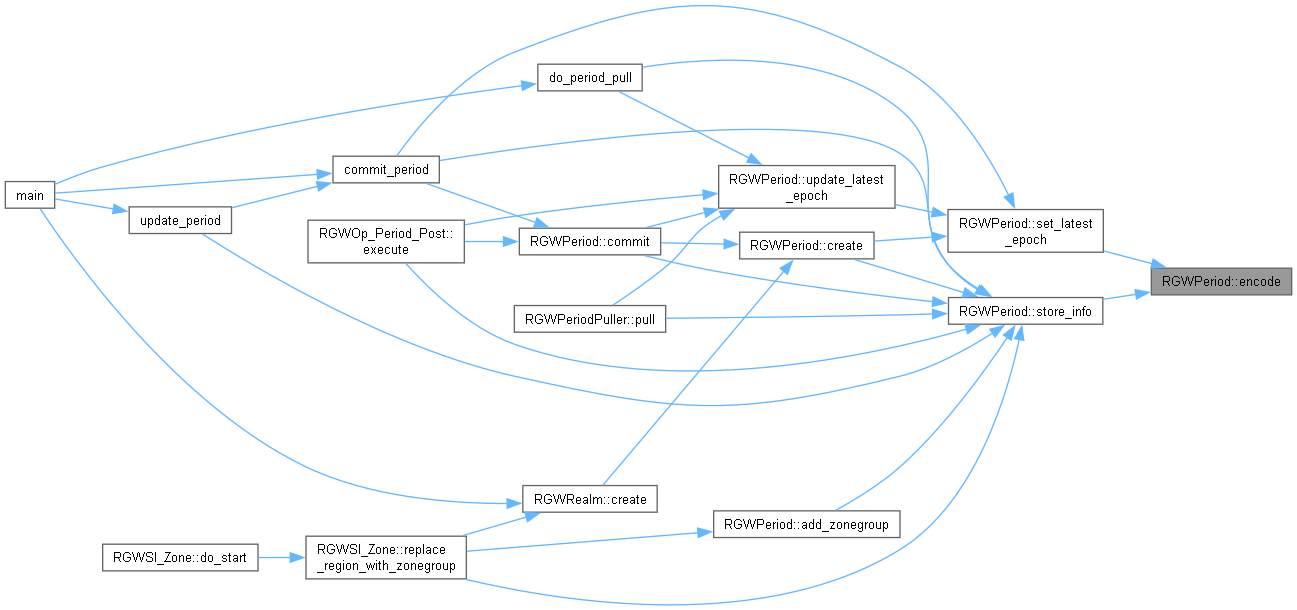 do_period_pull
commit_period
main
update_period
RGWPeriod::update_latest
_epoch
RGWOp_Period_Post::
execute
RGWPeriod::commit
RGWPeriod::create
RGWPeriod::set_latest
_epoch
RGWPeriod::encode
RGWPeriodPuller::pull
RGWPeriod::store_info
RGWRealm::create
RGWPeriod::add_zonegroup
RGWSI_Zone::do_start
RGWSI_Zone::replace
_region_with_zonegroup